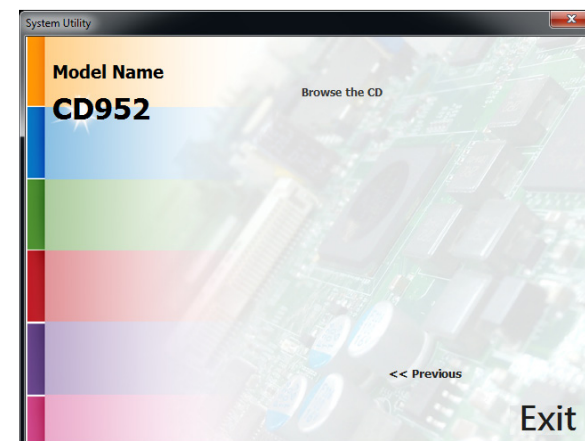 System Utility
Model Name
CD952
Browse the CD
<< Previous
Exit